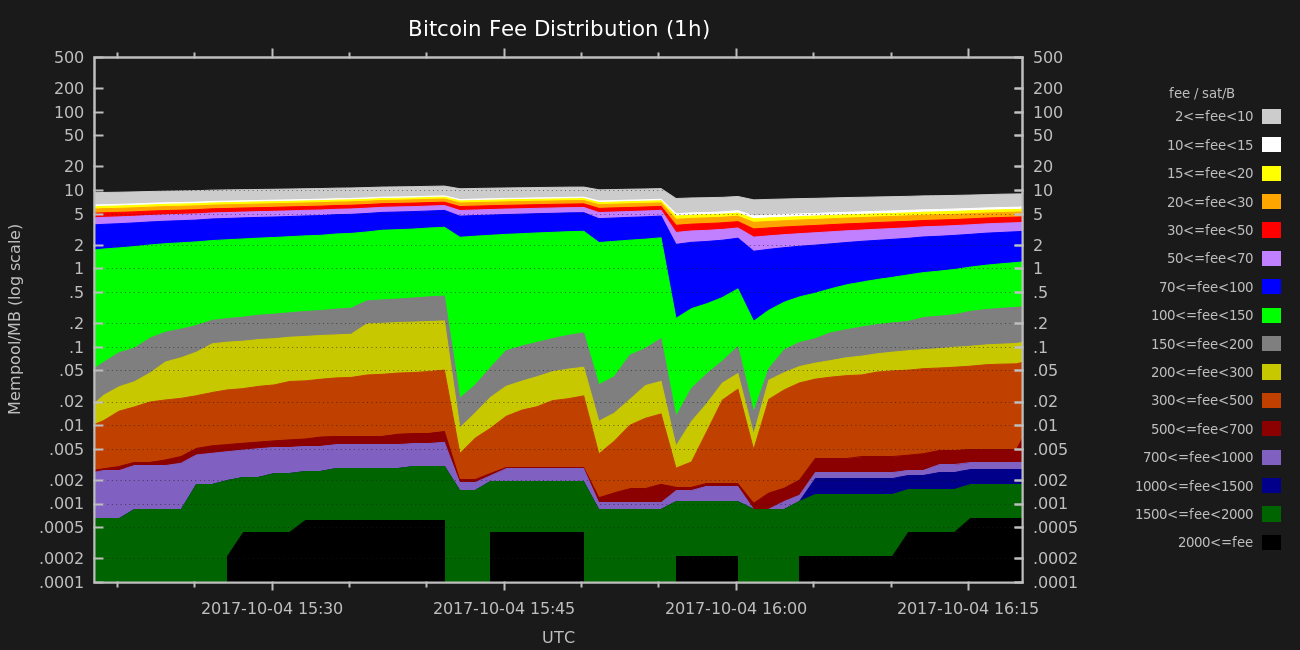 Bitcoin Fee Distribution (1h)
500 500
200 200
100 100
50 50
20 20
10 10
5 5
2 2
1 1
.5 .5
.2 .2
.1 .1
.05 .05
.02 .02
.01 .01
.005 .005
.002 .002
.001 .001
.0005 .0005
.0002 .0002
.0001 .0001
Mempool/MB (log scale)
2017-10-04 15:30 2017-10-04 15:45 2017-10-04 16:00 2017-10-04 16:15
UTC
fee / sat/B
2<=fee<10
10<=fee<15
15<=fee<20
20<=fee<30
30<=fee<50
50<=fee<70
70<=fee<100
100<=fee<150
150<=fee<200
200<=fee<300
300<=fee<500
500<=fee<700
700<=fee<1000
1000<=fee<1500
1500<=fee<2000
2000<=fee